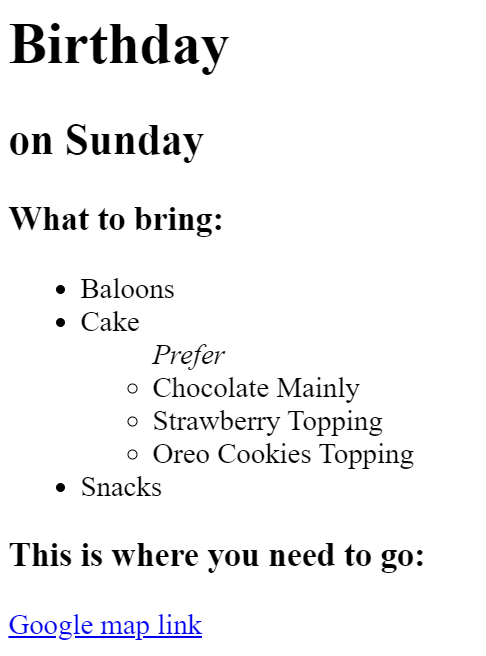 Birthday
on Sunday
What to bring:
Baloons
Cake
Prefer
Chocolate Mainly
Strawberry Topping
Oreo Cookies Topping
Snacks
This is where you need to go:
Google map link